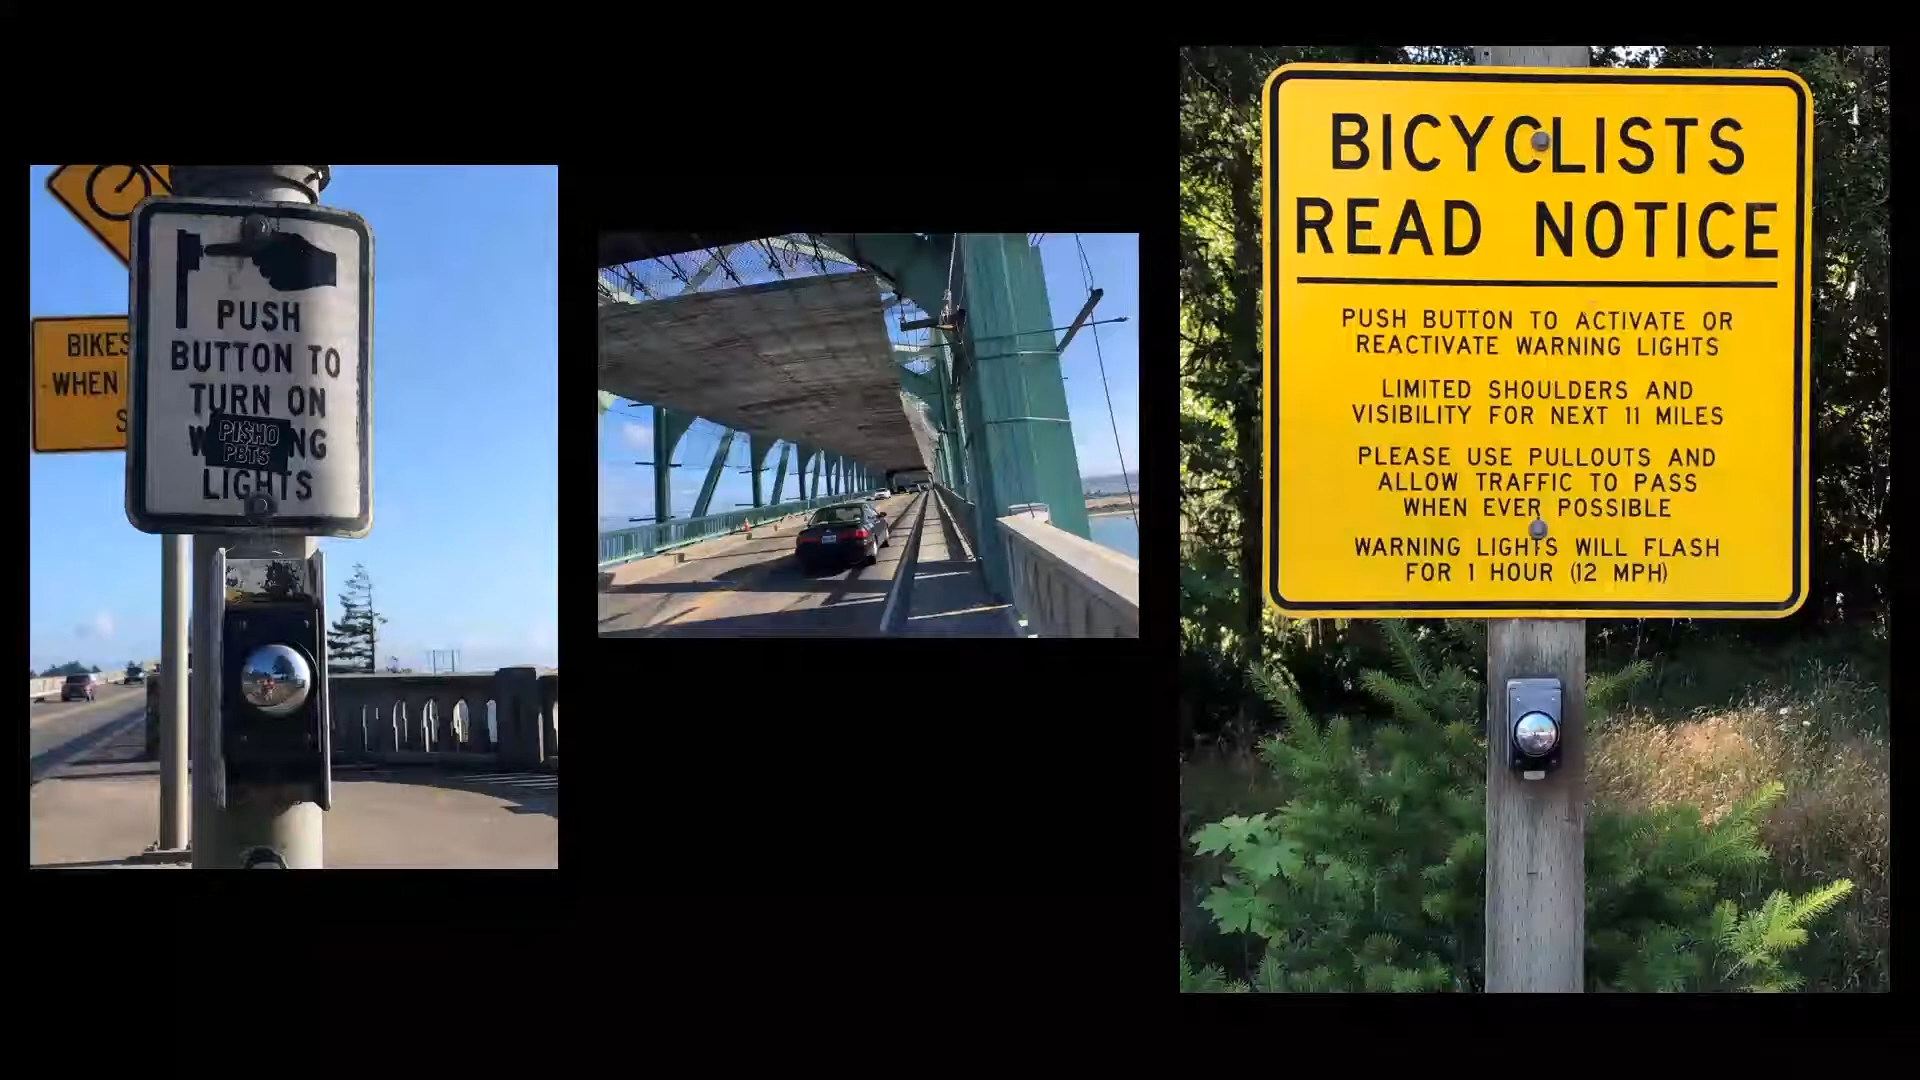 BIKES
WHEN
S
PUSH
BUTTON TO
TURN ON
W NG
PISHO
PBTS
LIGHTS
BICYCLISTS
READ NOTICE
PUSH BUTTON TO ACTIVATE OR
REACTIVATE WARNING LIGHTS
LIMITED SHOULDERS AND
VISIBILITY FOR NEXT 11 MILES
PLEASE USE PULLOUTS AND
ALLOW TRAFFIC TO PASS
WHEN EVER POSSIBLE
WARNING LIGHTS WILL FLASH
FOR 1 HOUR (12 MPH)